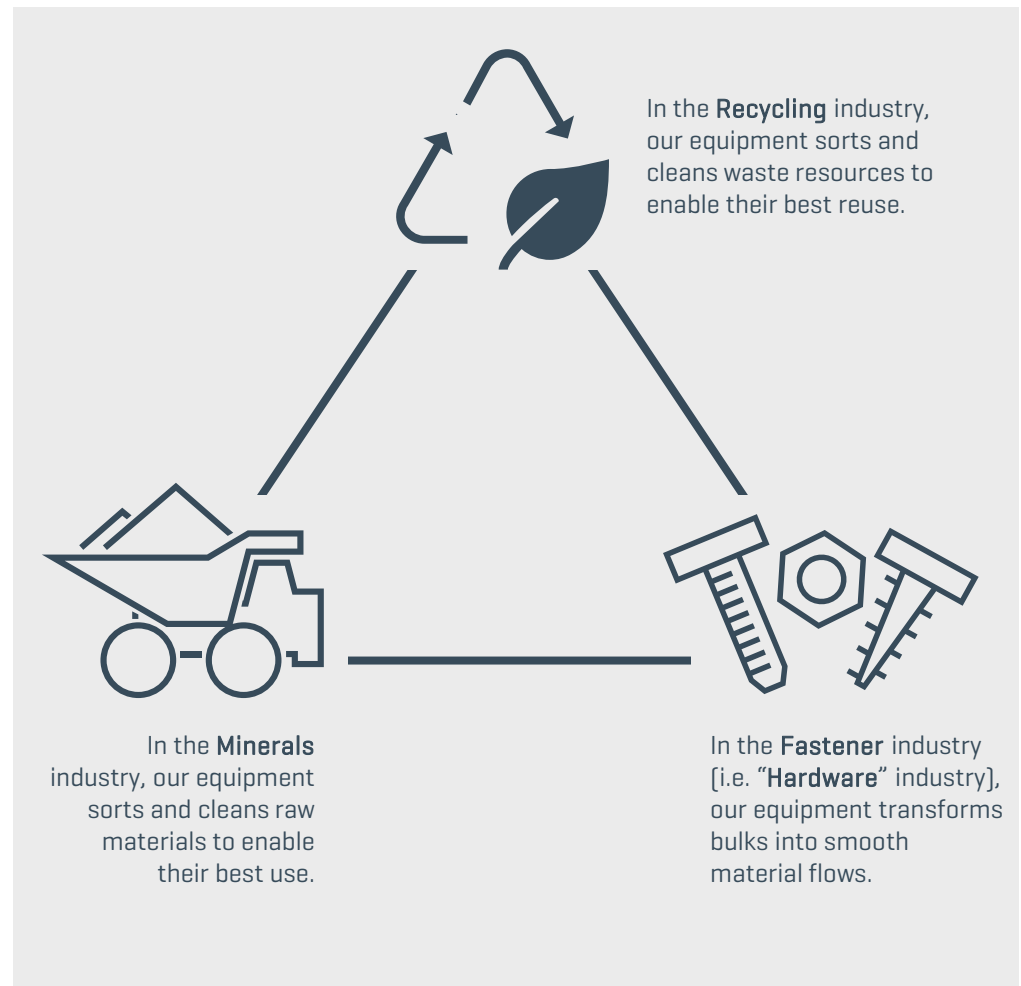 In the Recycling industry,
our equipment sorts and
cleans waste resources to
enable their best reuse.
In the Minerals
industry, our equipment
sorts and cleans raw
materials to enable
their best use.
In the Fastener industry
(i.e. “Hardware” industry),
our equipment transforms
bulks into smooth
material flows.